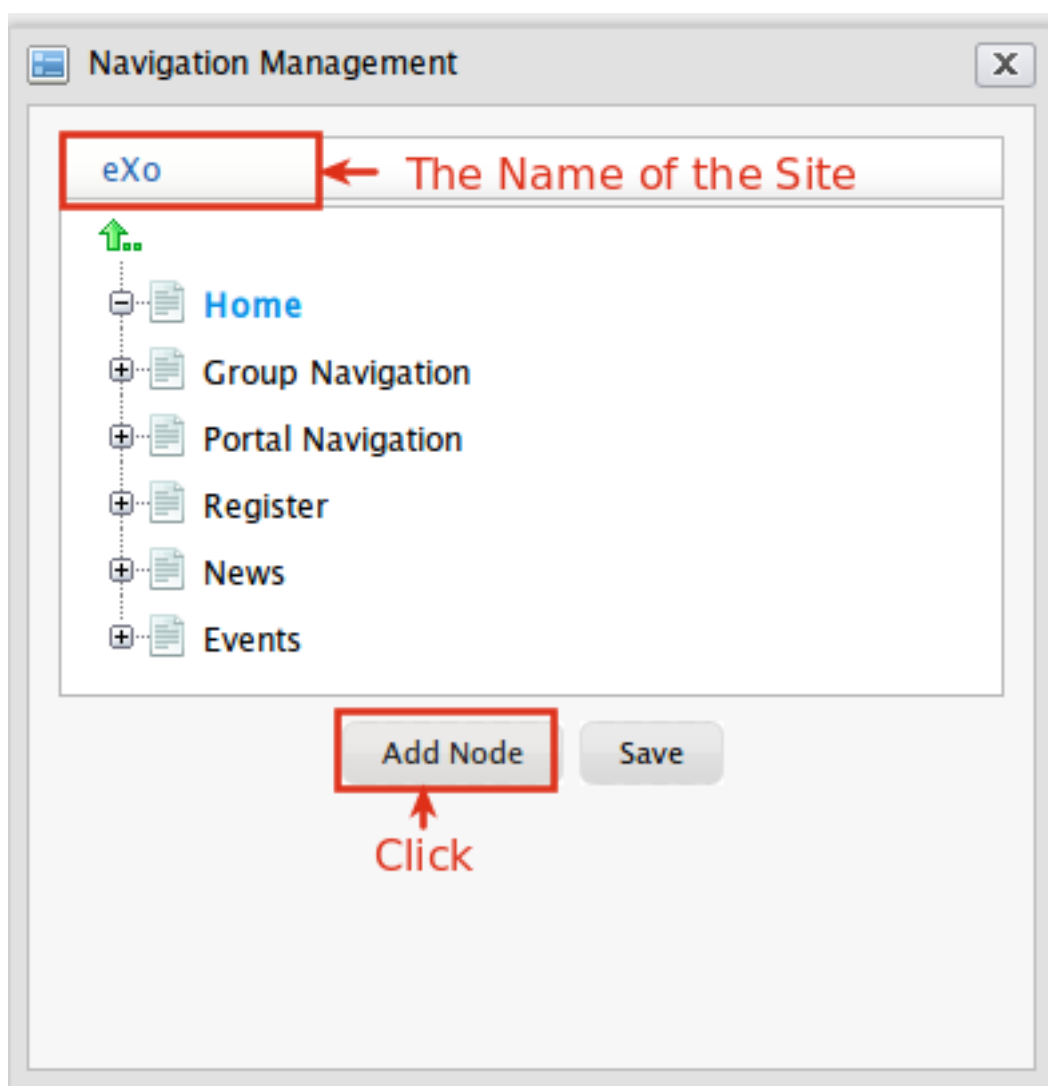 Navigation Management
X
eXo
The Name of the Site
Home
Group Navigation
Portal Navigation
Register
News
Events
Add Node
Save
Click